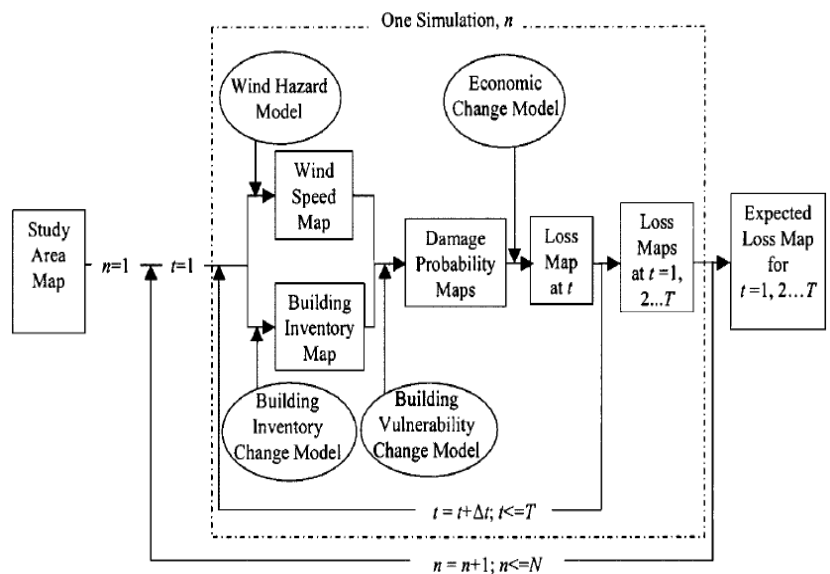 One Simulation, n
Wind Hazard
Model
Economic
Change Model
Wind
Speed
Map
Study
Area
Map
n=1
t=1
Damage
Probability
Maps
Loss
Map
at t
Loss
Maps
at t =1,
2...T
Expected
Loss Map
for
t =1, 2...T
Building
Inventory
Map
Building
Inventory
Change Model
Building
Vulnerability
Change Model
t = t+Δt; t<=T
n = n+1; n<=N